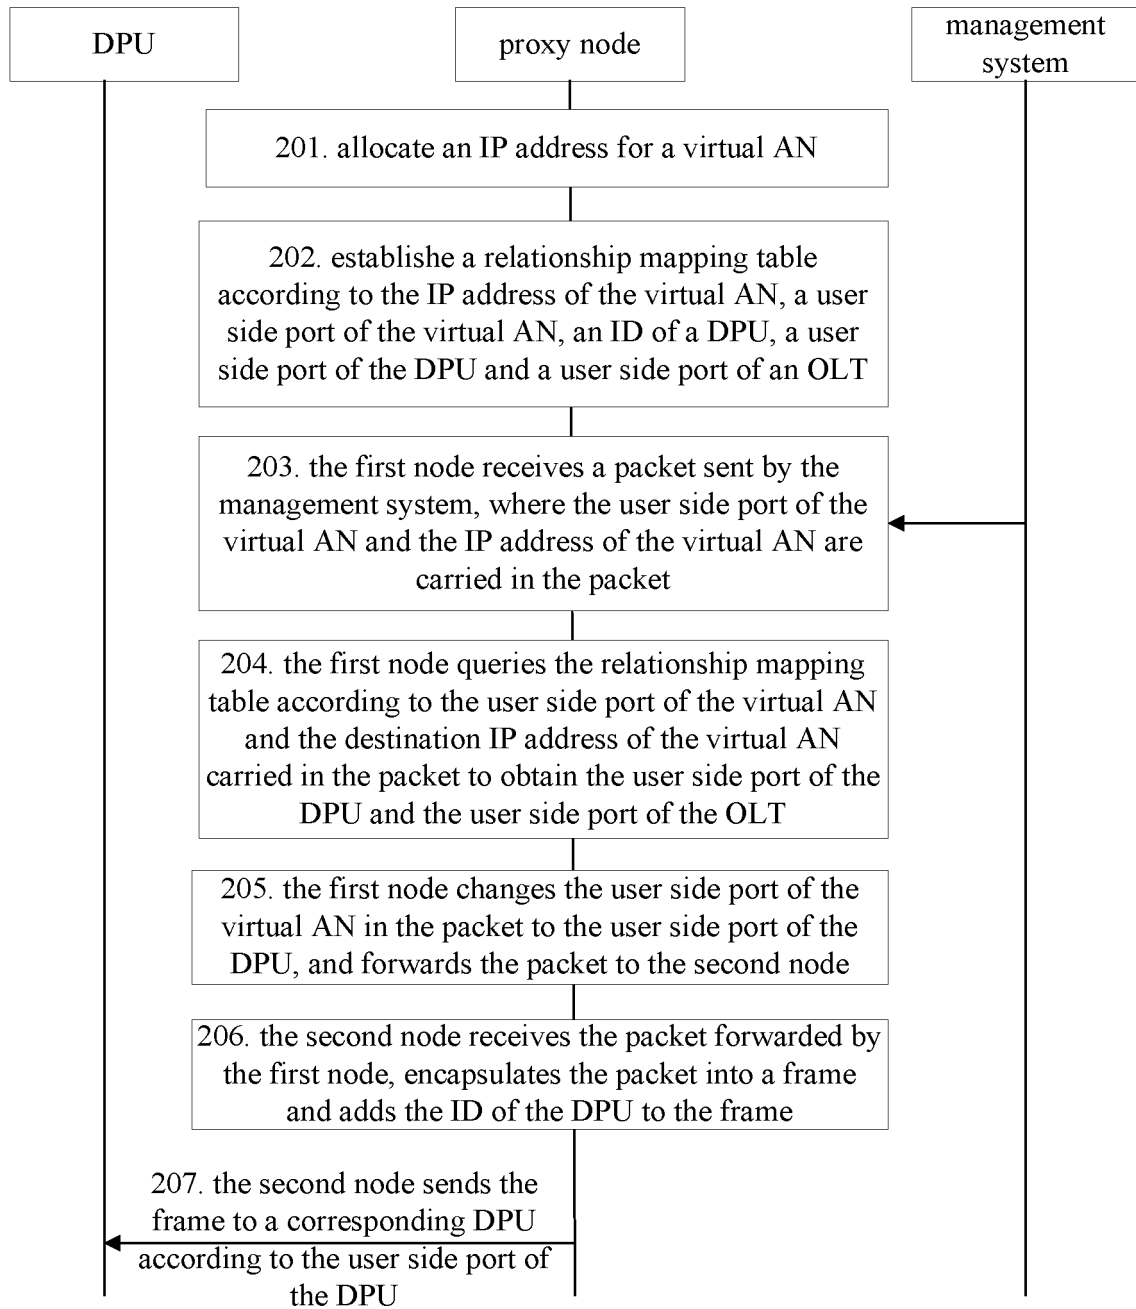 DPU
proxy node
management
system
201. allocate an IP address for a virtual AN
202. establishe a relationship mapping table
according to the IP address of the virtual AN, a user
side port of the virtual AN, an ID of a DPU, a user
side port of the DPU and a user side port of an OLT
203. the first node receives a packet sent by the
management system, where the user side port of the
virtual AN and the IP address of the virtual AN are
carried in the packet
204. the first node queries the relationship mapping
table according to the user side port of the virtual AN
and the destination IP address of the virtual AN
carried in the packet to obtain the user side port of the
DPU and the user side port of the OLT
205. the first node changes the user side port of the
virtual AN in the packet to the user side port of the
DPU, and forwards the packet to the second node
206. the second node receives the packet forwarded by
the first node, encapsulates the packet into a frame
and adds the ID of the DPU to the frame
207. the second node sends the
frame to a corresponding DPU
according to the user side port of
the DPU